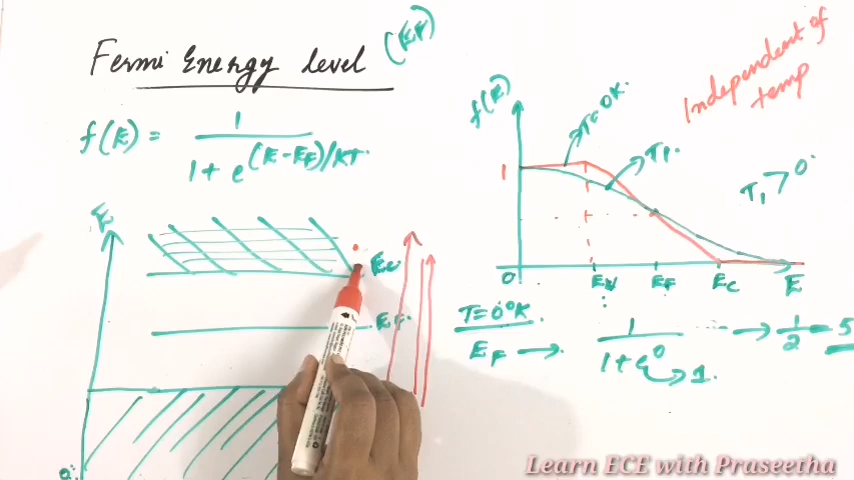 Fermi Energy level (EF)
f(E) = 1 / 1 + e^(E-EF)/KT
E
Ec
EF
0
Independent of
temp
f(E)
T=0K.
T1.
T1 > 0
1
0 Ev EF Ec E
T=0°K.
EF → 1 / 1 + e^0 → 1/2 = 5
→ 1.
Learn ECE with Praseetha